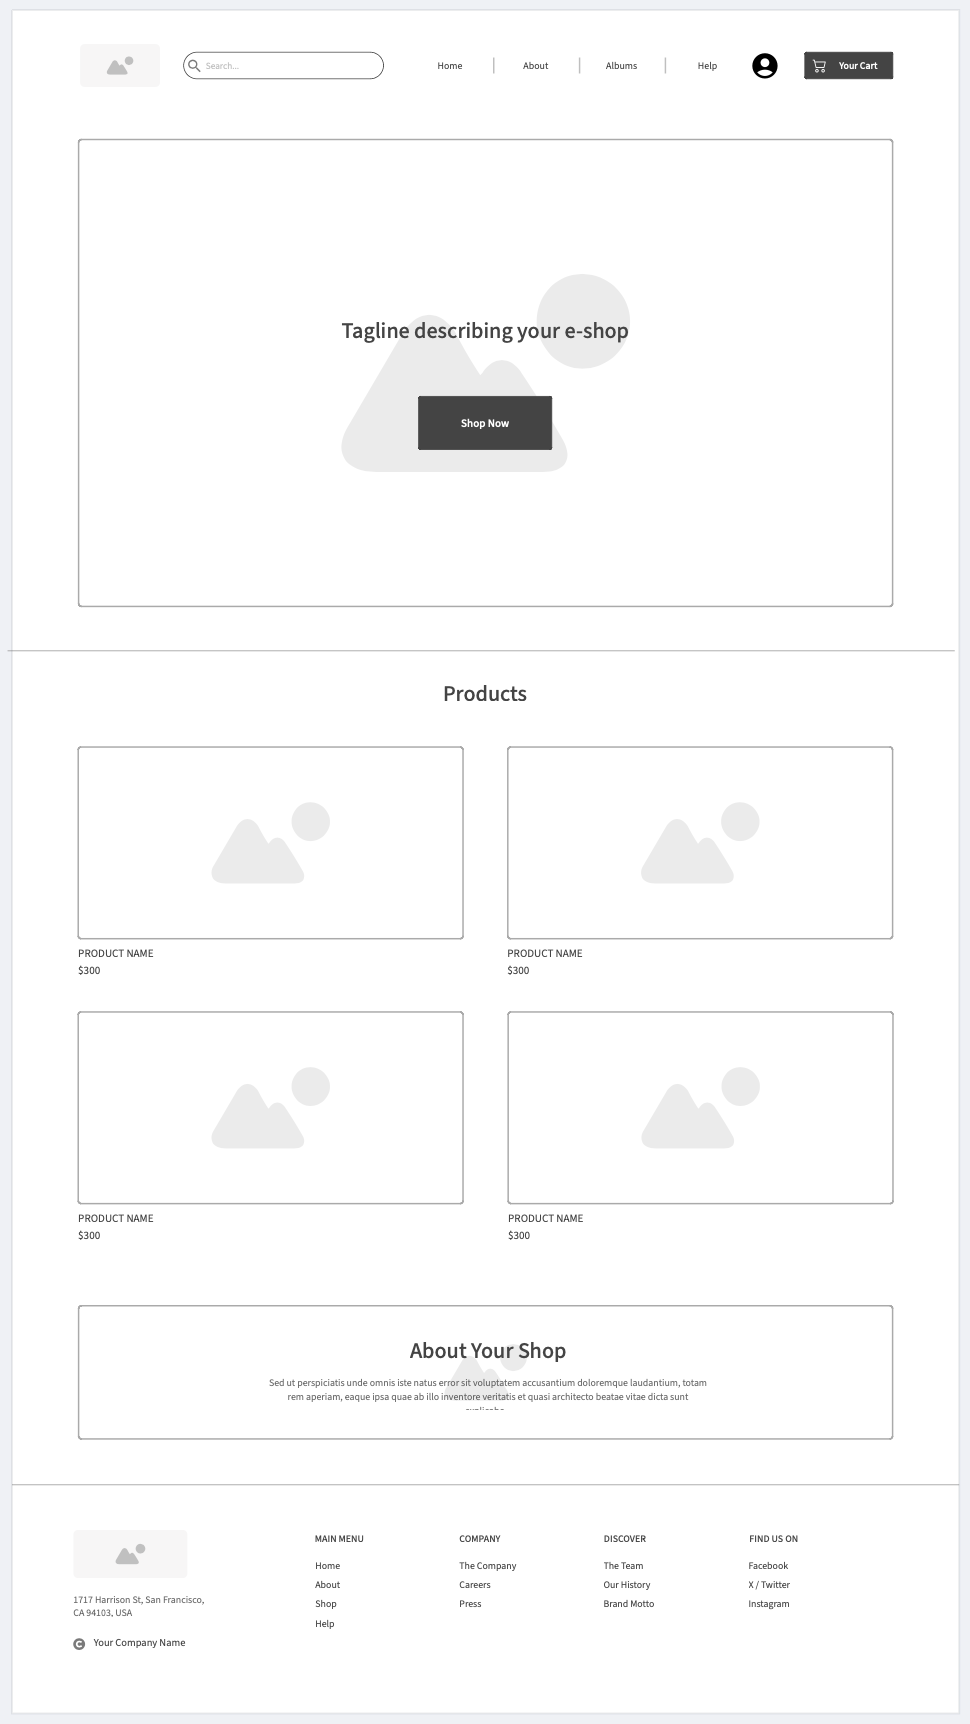 Search...
Home
About
Albums
Help
Your Cart
Tagline describing your e-shop
Shop Now
Products
PRODUCT NAME
$300
PRODUCT NAME
$300
PRODUCT NAME
$300
PRODUCT NAME
$300
About Your Shop
Sed ut perspiciatis unde omnis iste natus error sit voluptatem accusantium doloremque laudantium, totam
rem aperiam, eaque ipsa quae ab illo inventore veritatis et quasi architecto beatae vitae dicta sunt
1717 Harrison St, San Francisco,
CA 94103, USA
C Your Company Name
MAIN MENU
Home
About
Shop
Help
COMPANY
The Company
Careers
Press
DISCOVER
The Team
Our History
Brand Motto
FIND US ON
Facebook
X / Twitter
Instagram